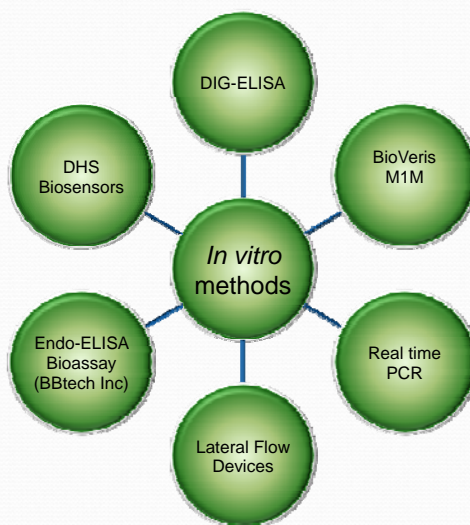 DIG-ELISA
BioVeris
M1M
DHS
Biosensors
In vitro
methods
Endo-ELISA
Bioassay
(BBtech Inc)
Real time
PCR
Lateral Flow
Devices